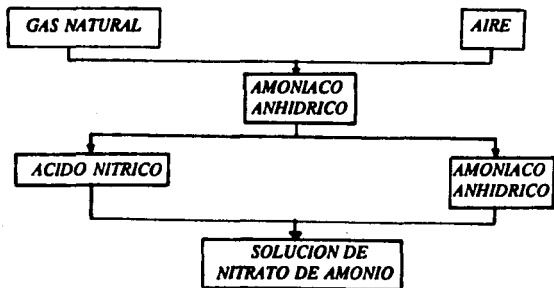 GAS NATURAL
AIRE
AMONIACO
ANHIDRICO
ACIDO NITRICO
AMONIACO
ANHIDRICO
SOLUCION DE
NITRATO DE AMONIO